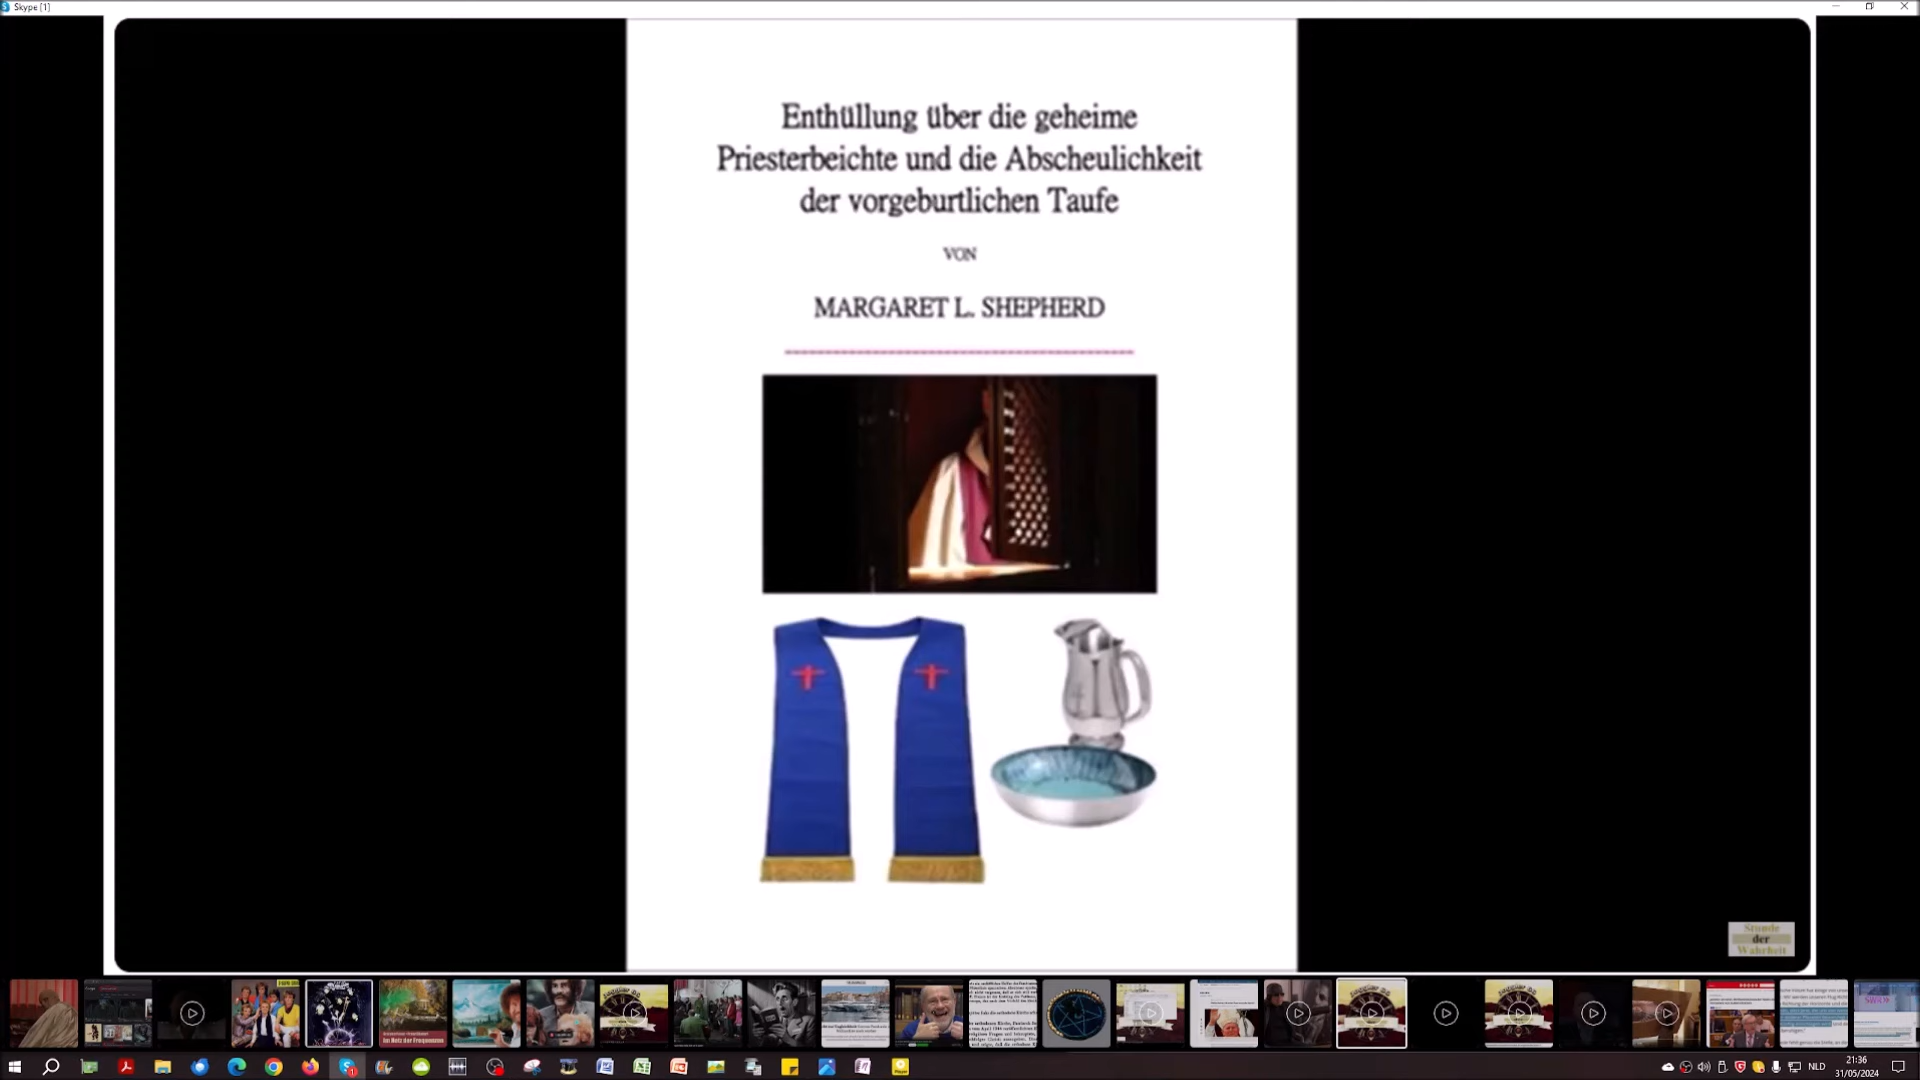 Skype [1]
Enthüllung über die geheime
Priesterbeichte und die Abscheulichkeit
der vorgeburtlichen Taufe
VON
MARGARET L. SHEPHERD
Stunde
der
Wahrheit
NLD
21:36
31/05/2024